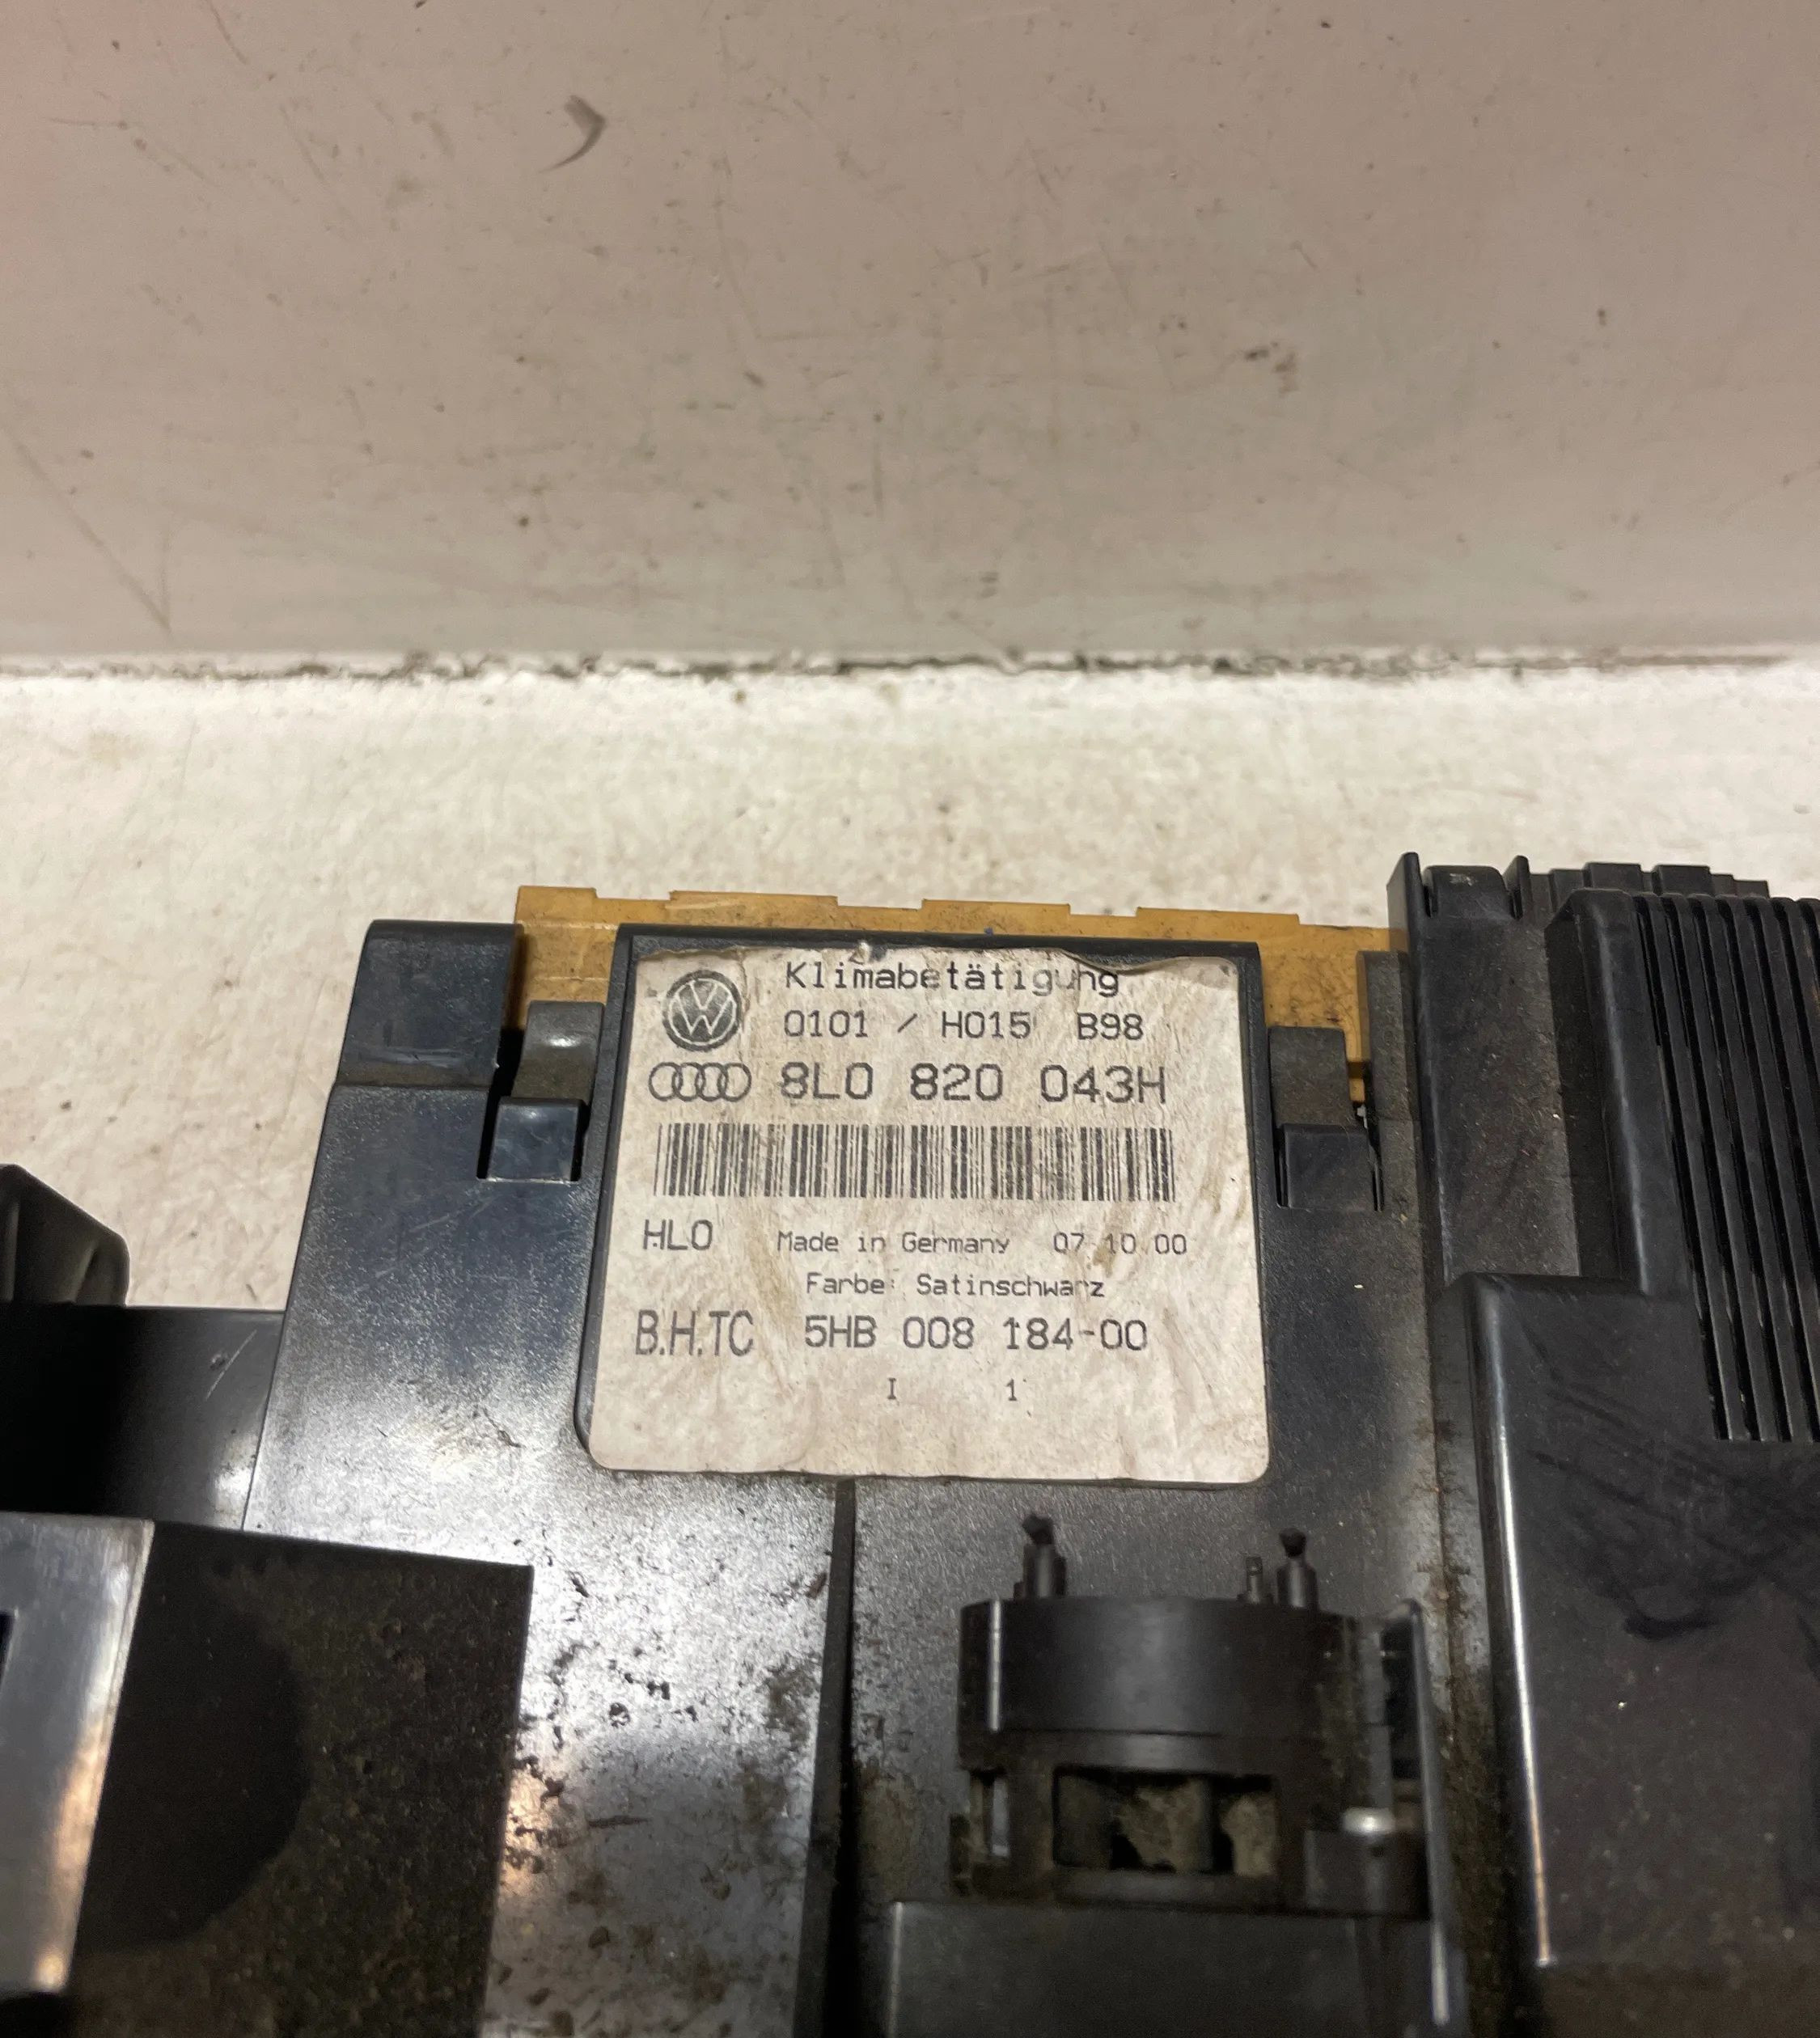 Klimabetätigung
0101 / H015 B98
8L0 820 043H
HLO Made in Germany 07.10.00
Farbe: Satinschwarz
B.H.TC 5HB 008 184-00
I 1